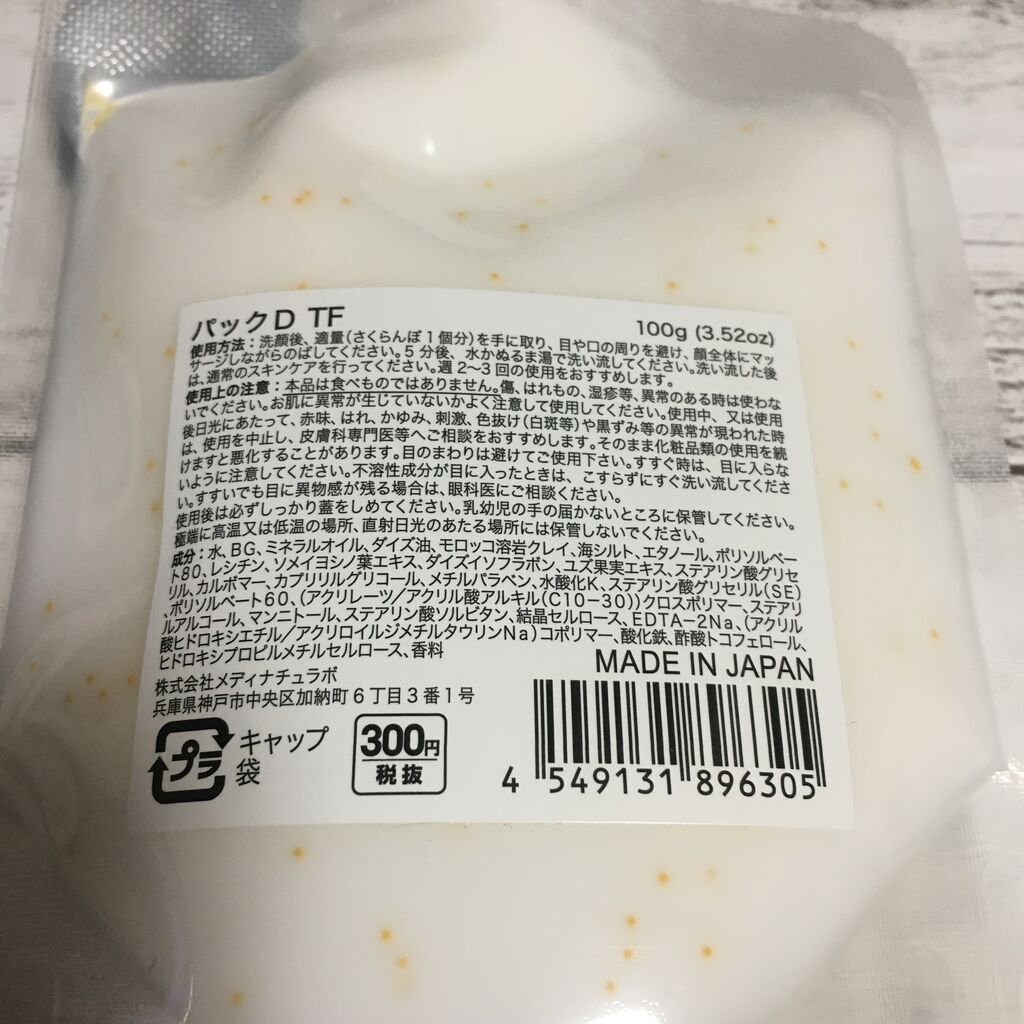 パックD TF
100g (3.52oz)
使用方法：洗顔後、適量（さくらんぼ1個分）を手に取り、目や口の周りを避け、顔全体にマッ
サージしながらのばしてください。5分後、水かぬるま湯で洗い流してください。洗い流した後
は、通常のスキンケアを行ってください。週2〜3回の使用をおすすめします。
使用上の注意：本品は食べものではありません。傷、はれもの、湿疹等、異常のある時は使わな
いでください。お肌に異常が生じていないかよく注意して使用してください。使用中、又は使用
後日光にあたって、赤味、はれ、かゆみ、刺激、色抜け（白斑等）や黒ずみ等の異常が現われた時
は、使用を中止し、皮膚科専門医等へご相談をおすすめします。そのまま化粧品類の使用を続
けますと悪化することがあります。目のまわりは避けてご使用下さい。すすぐ時は、目に入らな
いように注意してください。不溶性成分が目に入ったときは、こすらずにすぐ洗い流してくださ
い。すすいでも目に異物感が残る場合は、眼科医にご相談ください。
使用後は必ずしっかり蓋をしめてください。乳幼児の手の届かないところに保管してください。
極端に高温又は低温の場所、直射日光のあたる場所には保管しないでください。
成分：水、BG、ミネラルオイル、ダイズ油、モロッコ溶岩クレイ、海シルト、エタノール、ポリソルベー
ト80、レシチン、ソメイヨシノ葉エキス、ダイズイソフラボン、ユズ果実エキス、ステアリン酸グリセ
リル、カルボマー、カプリリルグリコール、メチルパラベン、水酸化K、ステアリン酸グリセリル（SE）
、ポリソルベート60、（アクリレーツ／アクリル酸アルキル（C10−30））クロスポリマー、ステアリ
ルアルコール、マンニトール、ステアリン酸ソルビタン、結晶セルロース、EDTA−2Na、（アクリル
酸ヒドロキシエチル／アクリロイルジメチルタウリンNa）コポリマー、酸化鉄、酢酸トコフェロール、
ヒドロキシプロピルメチルセルロース、香料
MADE IN JAPAN
株式会社メディナチュラボ
兵庫県神戸市中央区加納町6丁目3番1号
プラ
キャップ
袋
300円
税抜
4 549131 896305